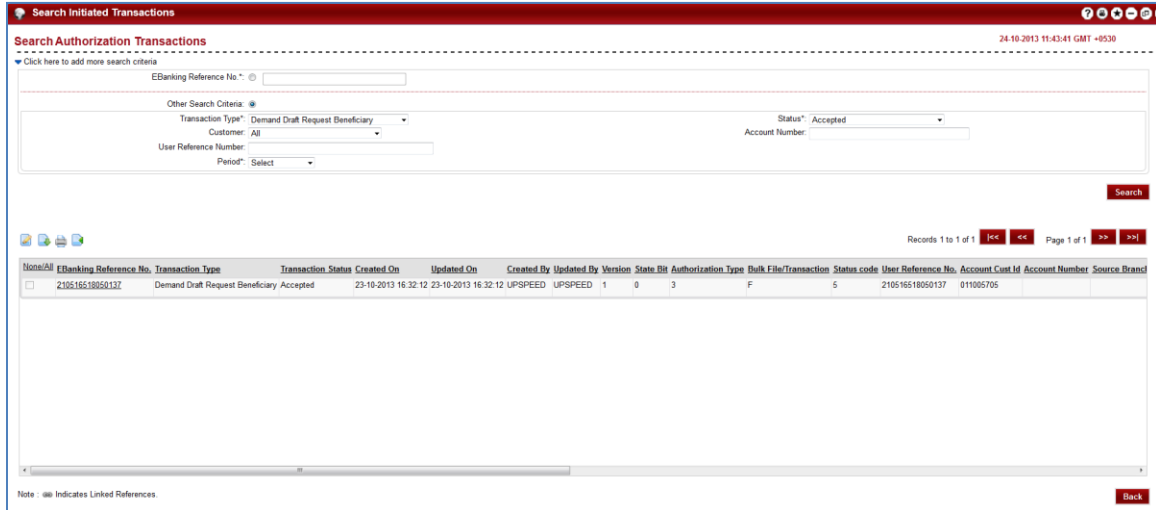 Search Initiated Transactions
Search Authorization Transactions 24-10-2013 11:43:41 GMT +0530
Click here to add more search criteria
EBanking Reference No.*:
Other Search Criteria:
Transaction Type*: Demand Draft Request Beneficiary Status*: Accepted
Customer: All Account Number:
User Reference Number:
Period*: Select
Search
Records 1 to 1 of 1 |<< << Page 1 of 1 >> >>|
None/All EBanking Reference No. Transaction Type Transaction Status Created On Updated On Created By Updated By Version State Bit Authorization Type Bulk File/Transaction Status code User Reference No. Account Cust Id Account Number Source Branch
210516518050137 Demand Draft Request Beneficiary Accepted 23-10-2013 16:32:12 23-10-2013 16:32:12 UPSPEED UPSPEED 1 0 3 F 5 210516518050137 011005705
Note : Indicates Linked References.
Back